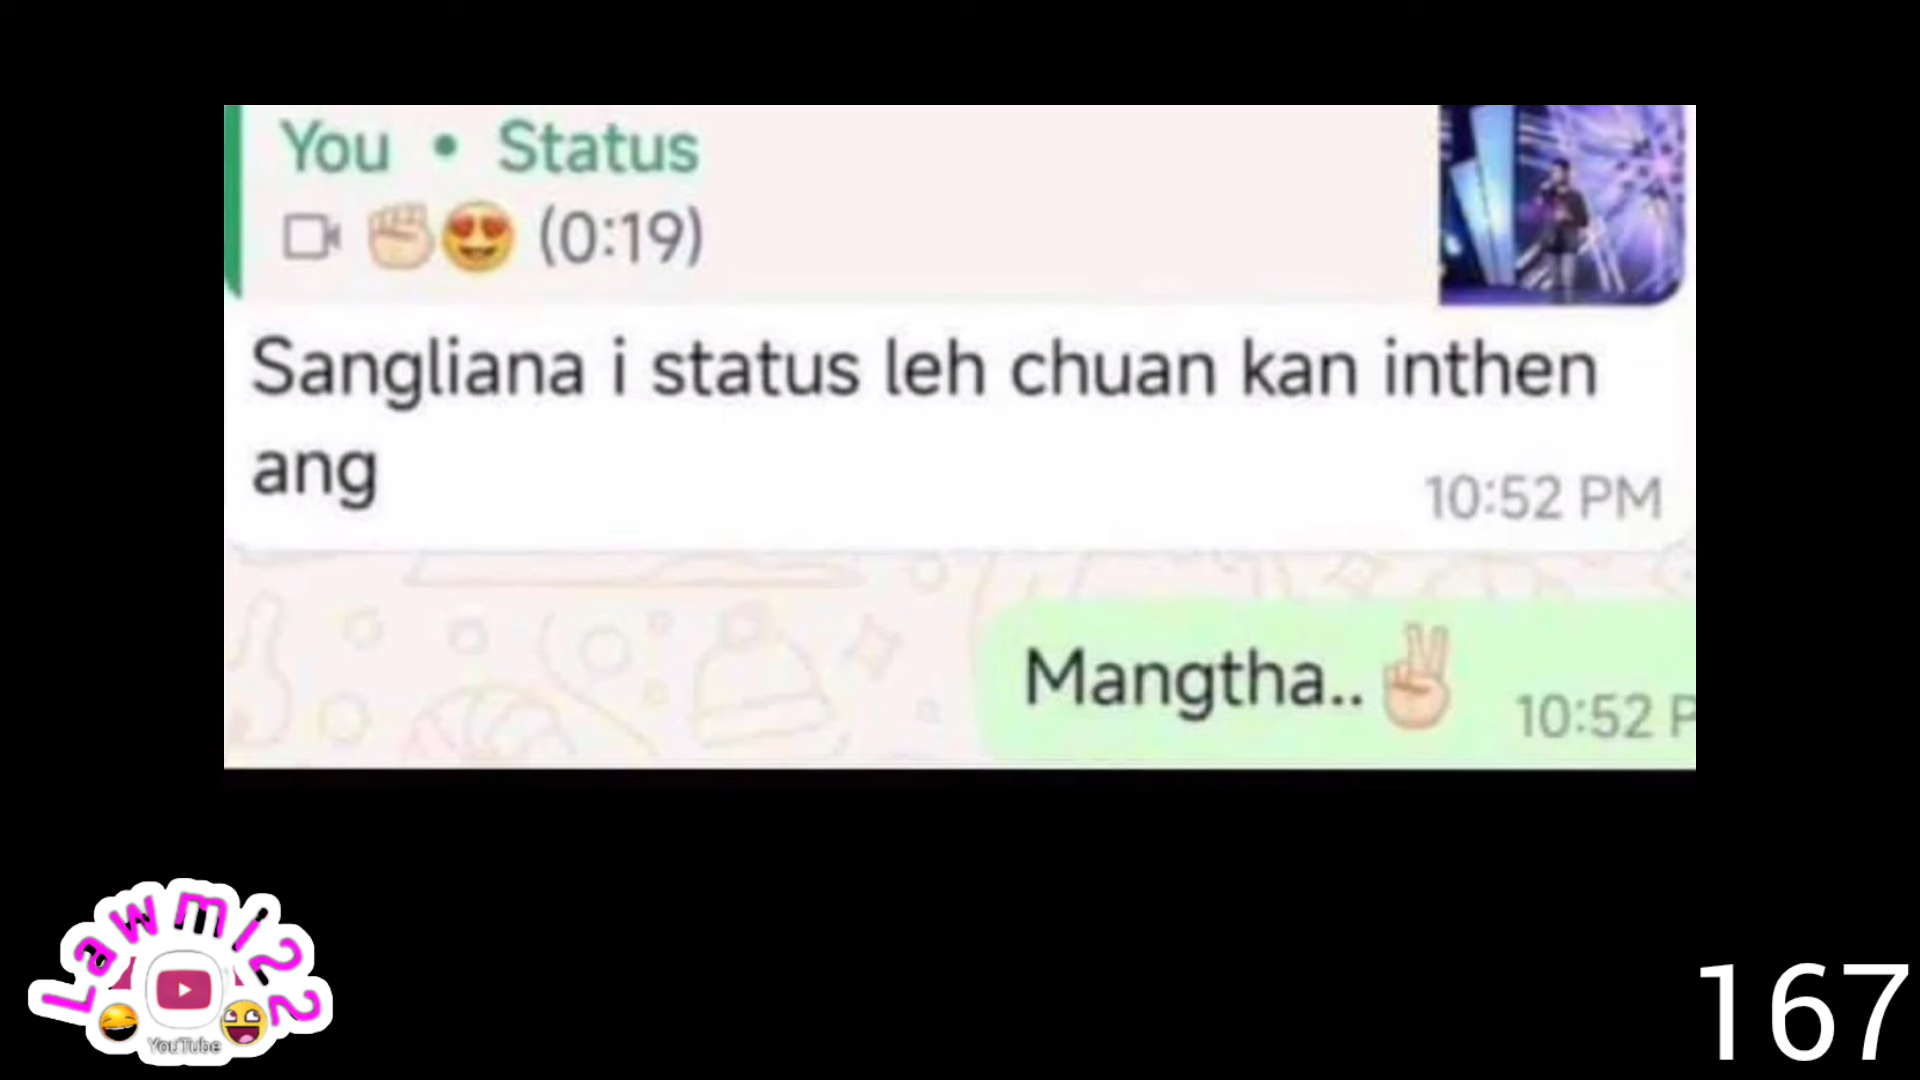 You • Status
✊🏻😍 (0:19)
Sangliana i status leh chuan kan inthen
ang
10:52 PM
Mangtha..✌🏻
10:52 P
Lawmi22
YouTube
167